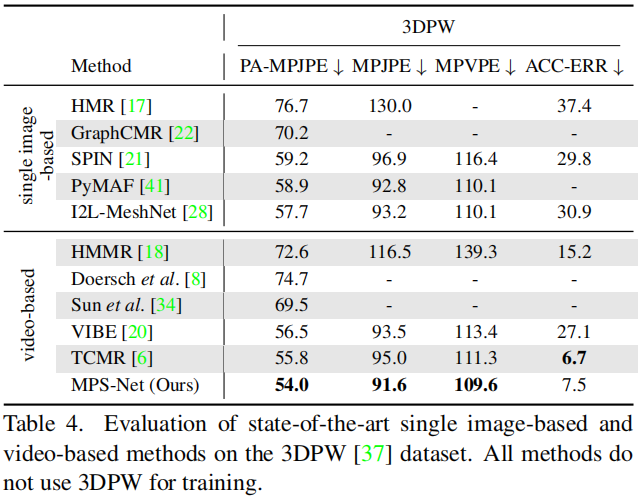 3DPW
Method PA-MPJPE ↓ MPJPE ↓ MPVPE ↓ ACC-ERR ↓
single image
-based
HMR [17] 76.7 130.0 - 37.4
GraphCMR [22] 70.2 - - -
SPIN [21] 59.2 96.9 116.4 29.8
PyMAF [41] 58.9 92.8 110.1 -
I2L-MeshNet [28] 57.7 93.2 110.1 30.9
video-based
HMMR [18] 72.6 116.5 139.3 15.2
Doersch et al. [8] 74.7 - - -
Sun et al. [34] 69.5 - - -
VIBE [20] 56.5 93.5 113.4 27.1
TCMR [6] 55.8 95.0 111.3 6.7
MPS-Net (Ours) 54.0 91.6 109.6 7.5
Table 4. Evaluation of state-of-the-art single image-based and
video-based methods on the 3DPW [37] dataset. All methods do
not use 3DPW for training.